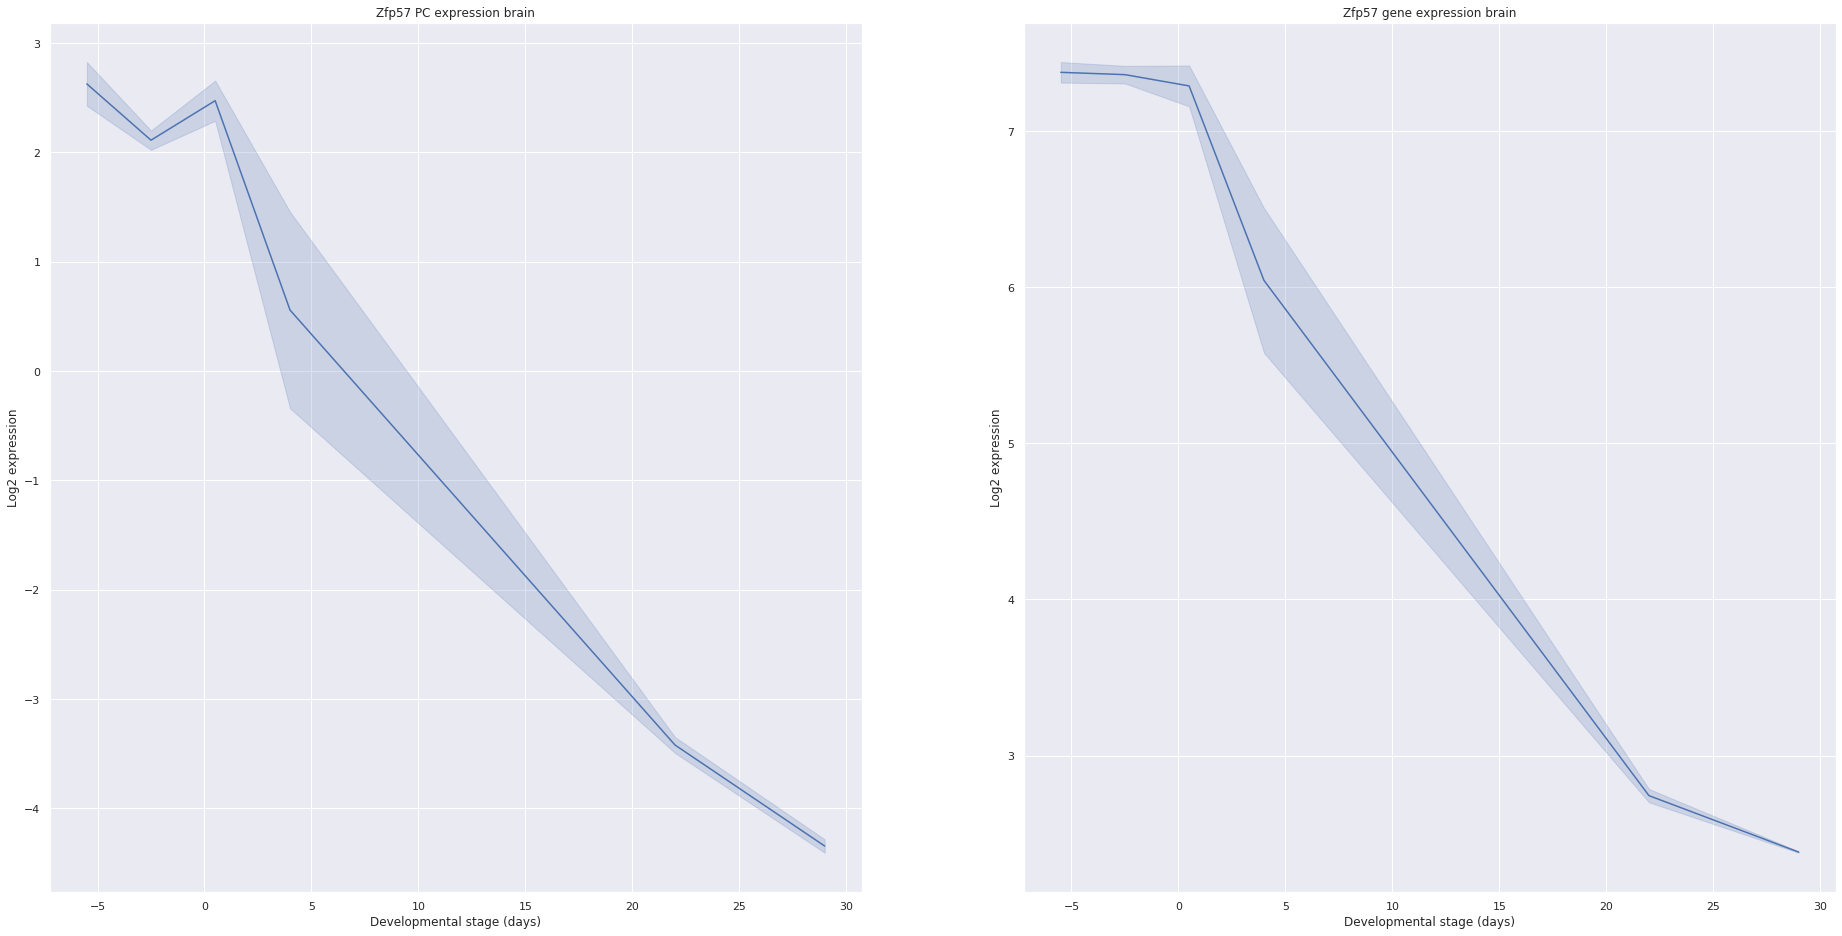 Zfp57 PC expression brain
3
2
1
0
−1
−2
−3
−4
Log2 expression
−5 0 5 10 15 20 25 30
Developmental stage (days)
Zfp57 gene expression brain
7
6
5
4
3
Log2 expression
−5 0 5 10 15 20 25 30
Developmental stage (days)